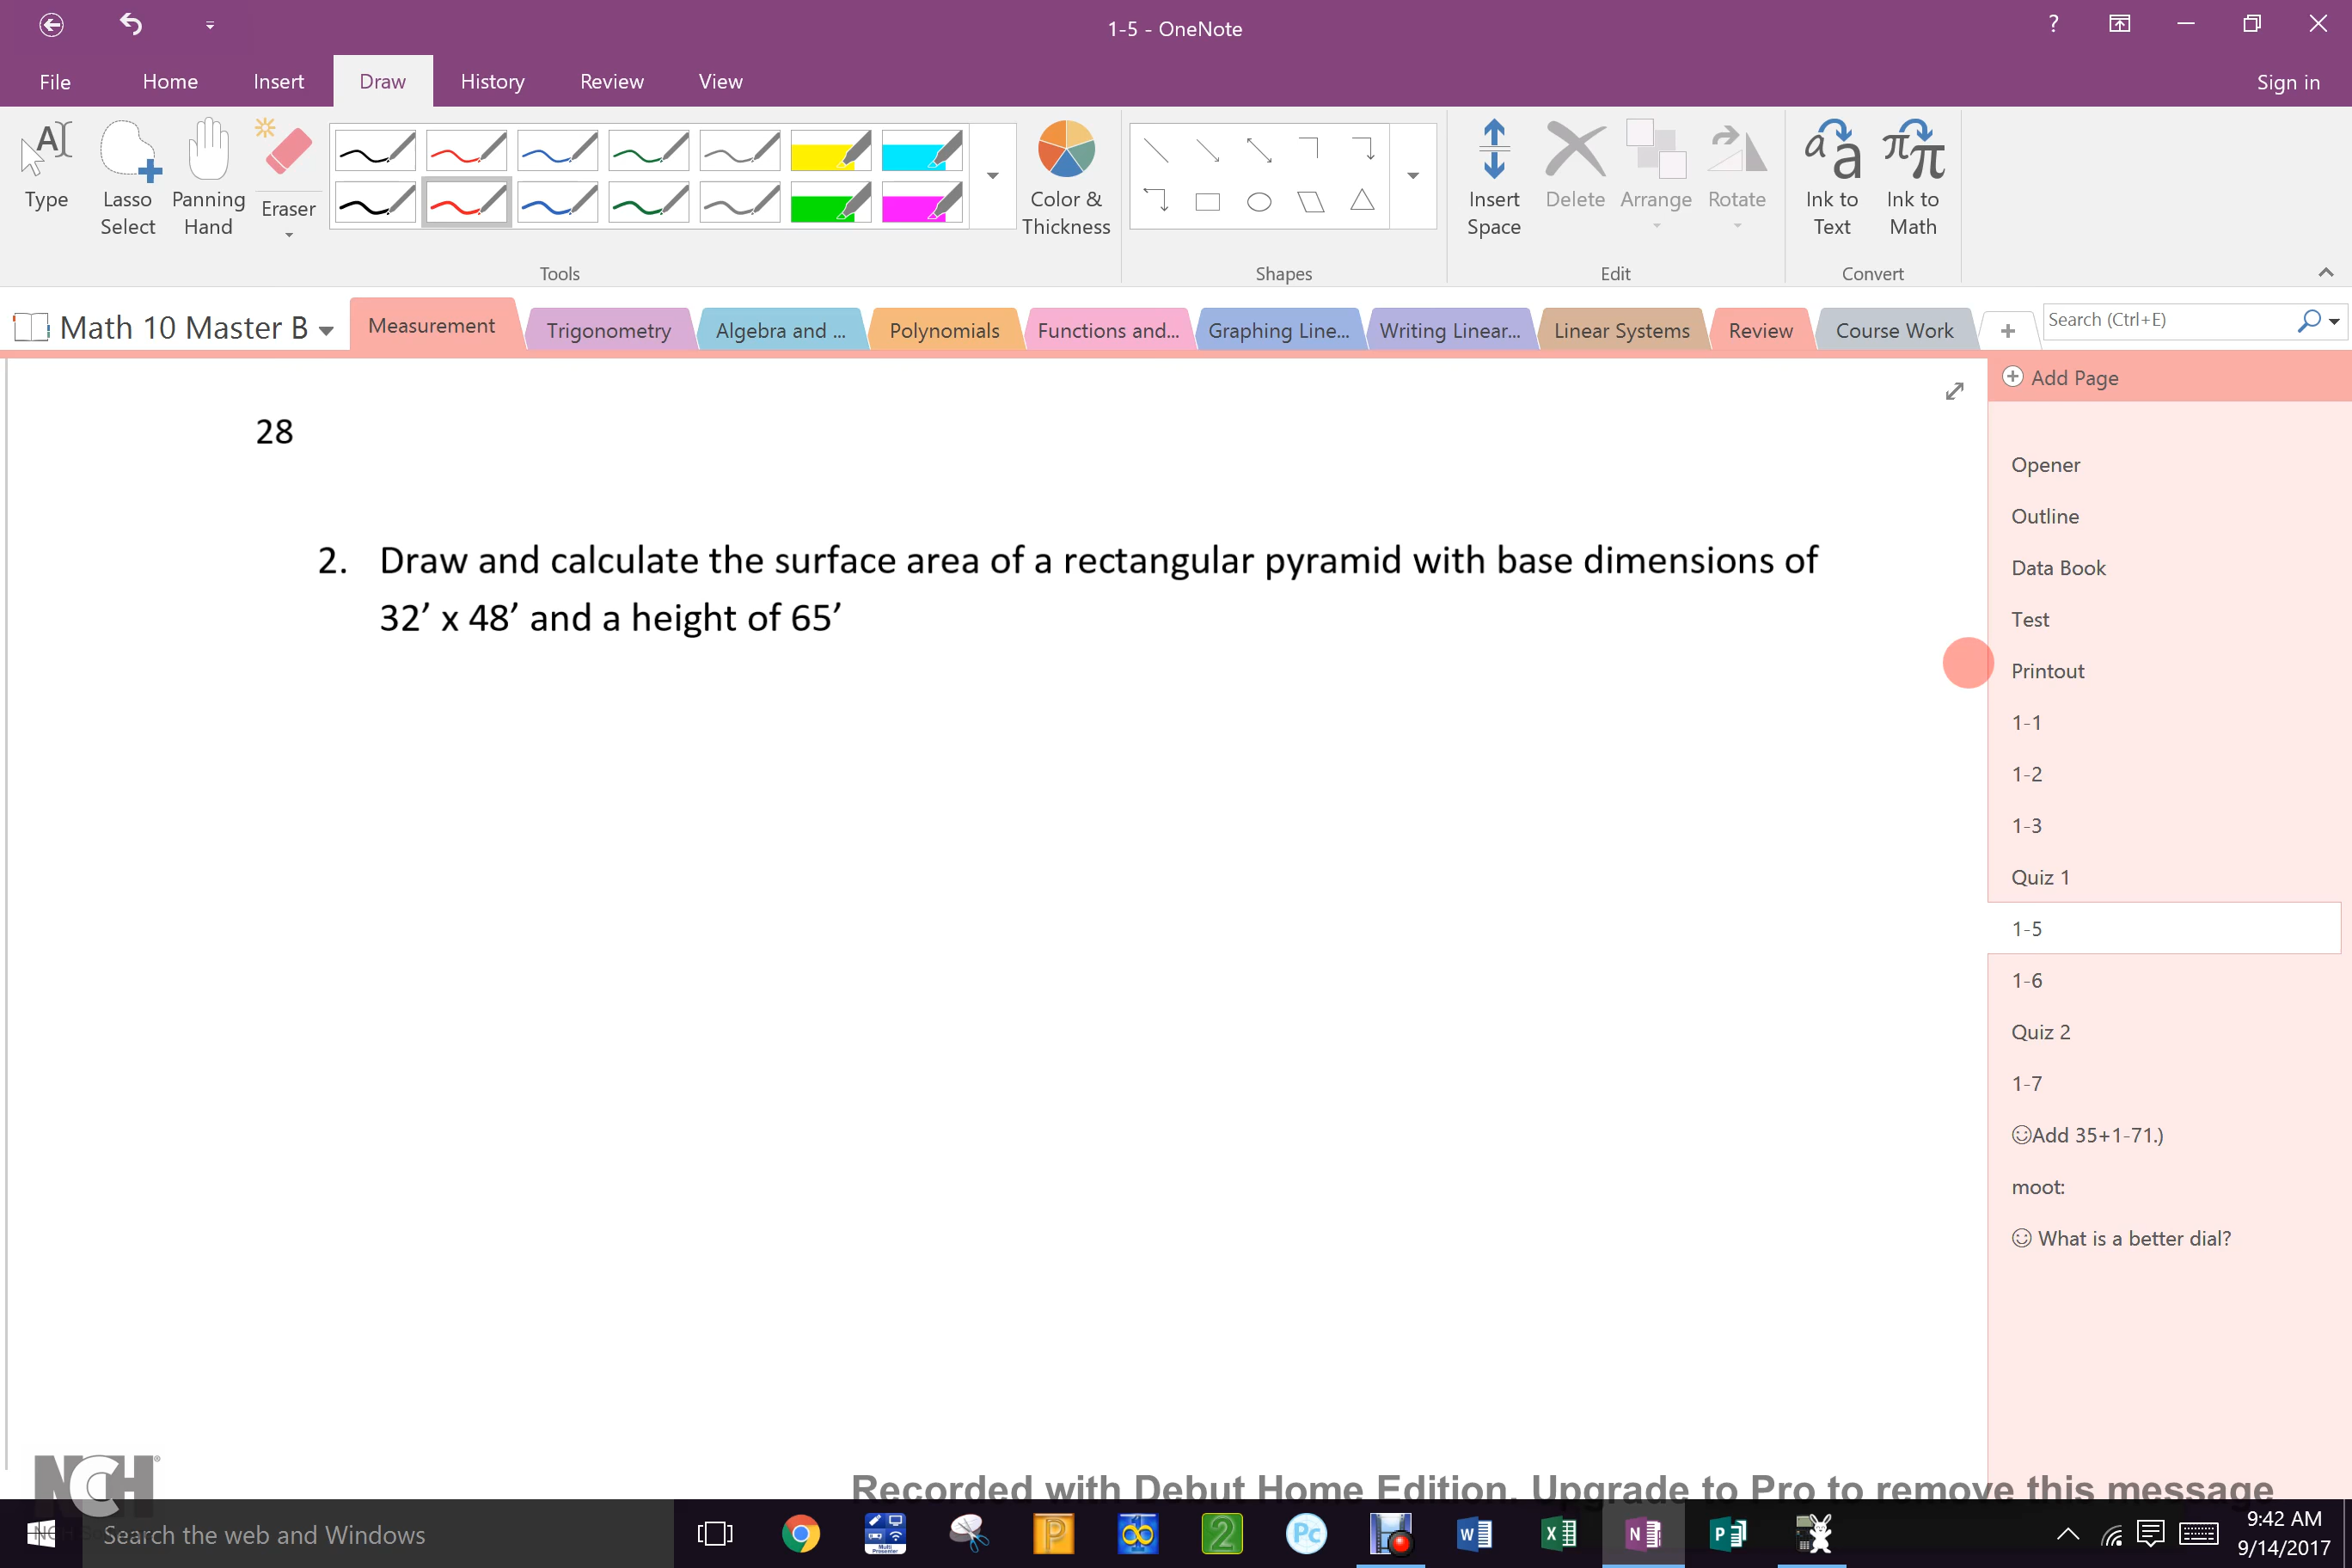 1-5 - OneNote
?
File Home Insert Draw History Review View Sign in
Type
Lasso Select
Panning Hand
Eraser
Color & Thickness
Insert Space
Delete
Arrange
Rotate
Ink to Text
Ink to Math
Tools Shapes Edit Convert
Math 10 Master B Measurement Trigonometry Algebra and ... Polynomials Functions and... Graphing Line... Writing Linear... Linear Systems Review Course Work + Search (Ctrl+E)
Add Page
28
2. Draw and calculate the surface area of a rectangular pyramid with base dimensions of
32’ x 48’ and a height of 65’
Opener
Outline
Data Book
Test
Printout
1-1
1-2
1-3
Quiz 1
1-5
1-6
Quiz 2
1-7
☺Add 35+1-71.)
moot:
☺ What is a better dial?
NCH®
Recorded with Debut Home Edition. Upgrade to Pro to remove this message
Search the web and Windows
9:42 AM
9/14/2017